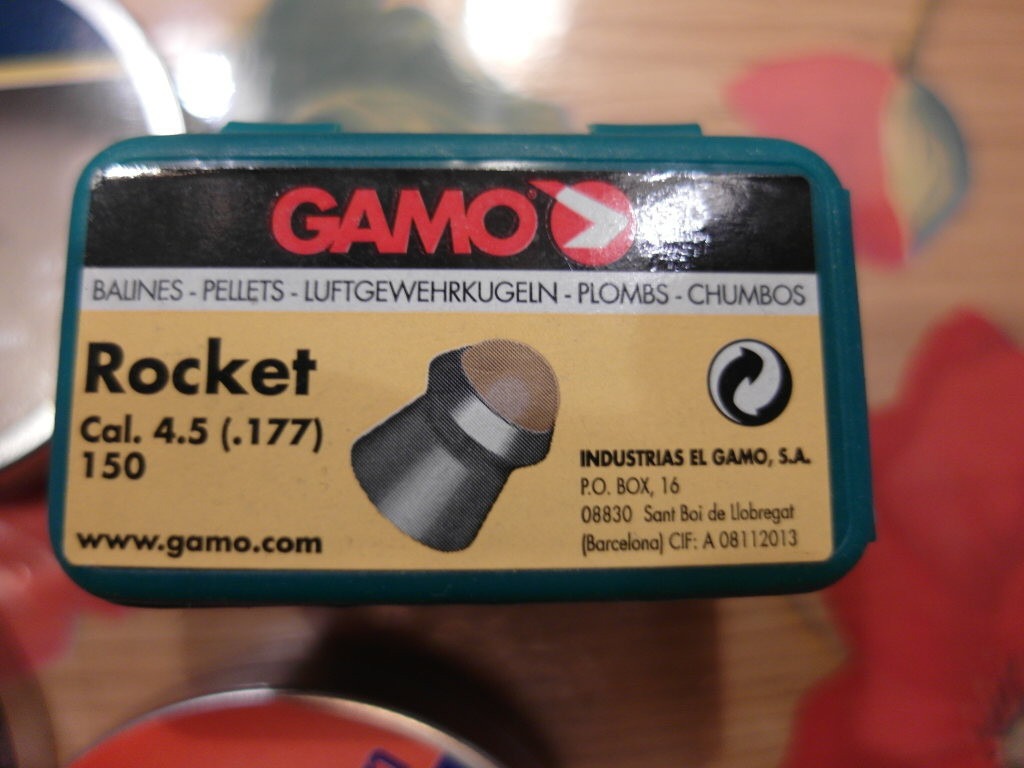 GAMO
BALINES - PELLETS - LUFTGEWEHRKUGELN - PLOMBS - CHUMBOS
Rocket
Cal. 4.5 (.177)
150
www.gamo.com
INDUSTRIAS EL GAMO, S.A.
P.O. BOX, 16
08830 Sant Boi de Llobregat
(Barcelona) CIF: A 08112013